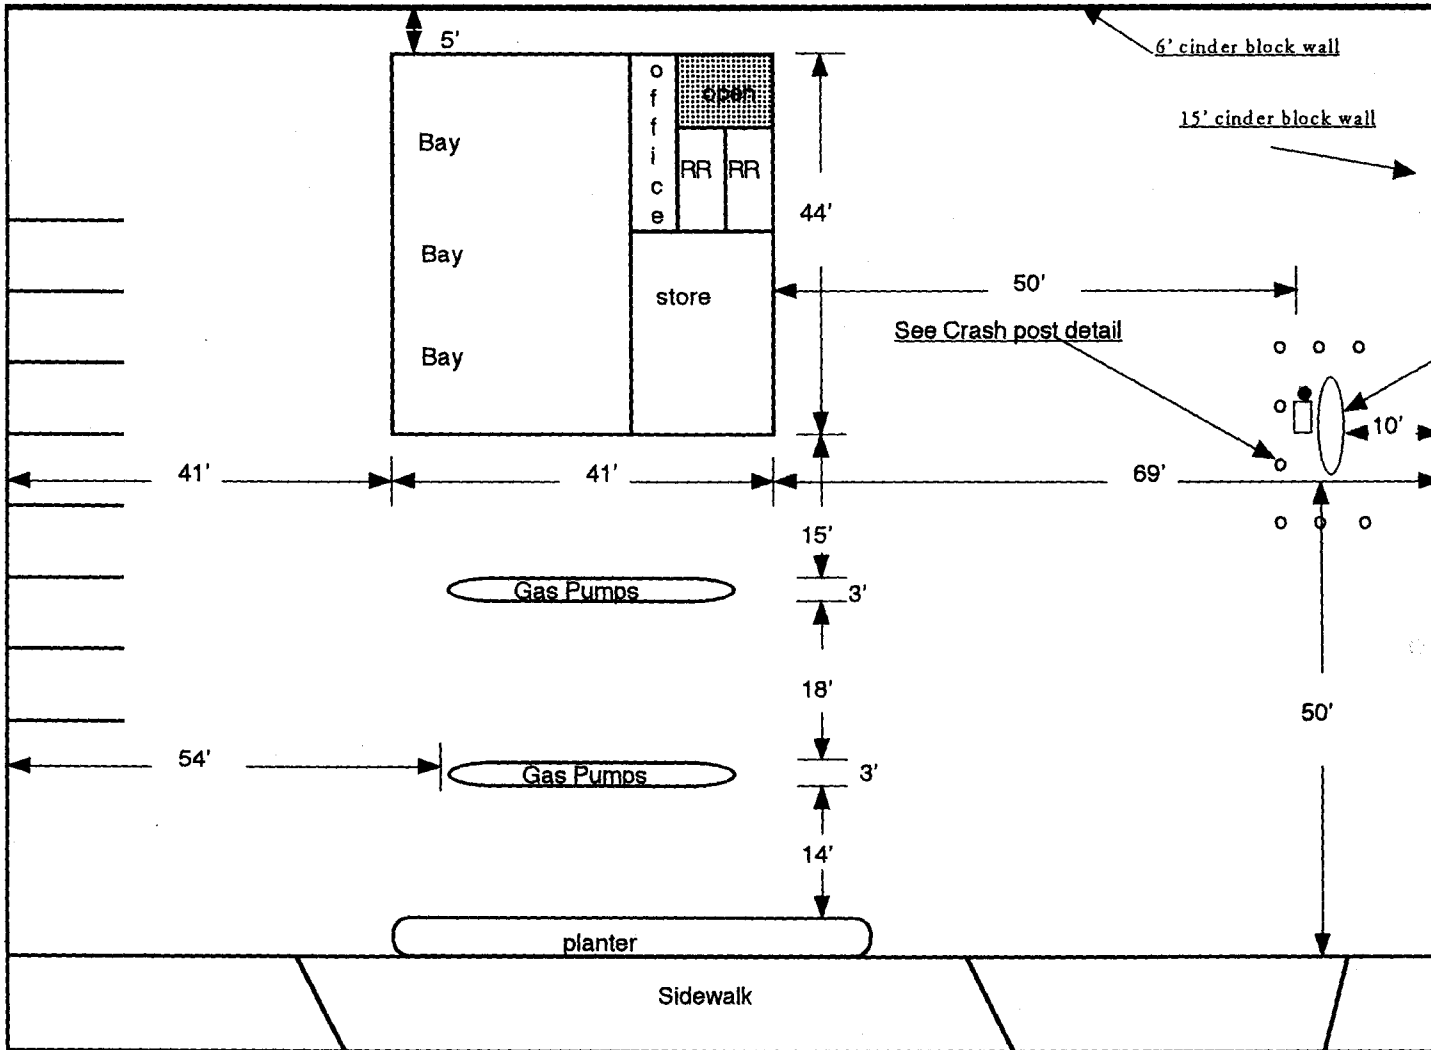 5'
6' cinder block wall
office
open
15' cinder block wall
Bay
RR
RR
44'
Bay
50'
store
See Crash post detail
Bay
10'
41'
41'
69'
15'
Gas Pumps
3'
18'
50'
54'
Gas Pumps
3'
14'
planter
Sidewalk